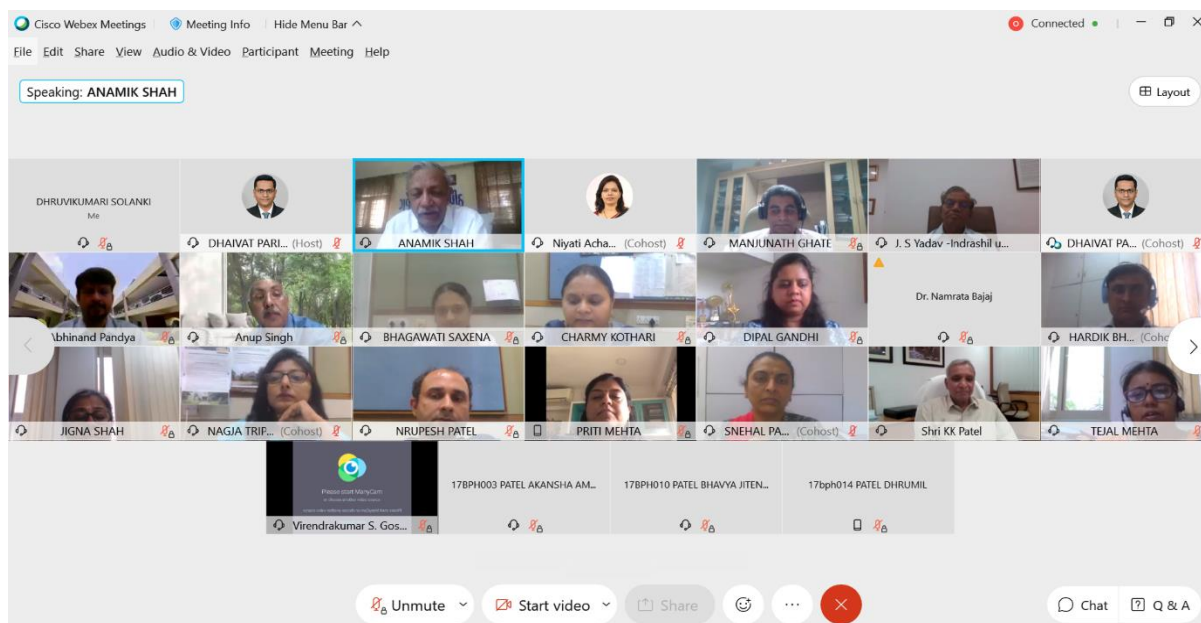 Cisco Webex Meetings Meeting Info Hide Menu Bar Connected
File Edit Share View Audio & Video Participant Meeting Help
Speaking: ANAMIK SHAH
Layout
DHRUVIKUMARI SOLANKI
Me
DHAIVAT PARI... (Host)
ANAMIK SHAH
Niyati Acha... (Cohost)
MANJUNATH GHATE
J. S Yadav -Indrashil u...
DHAIVAT PA... (Cohost)
Abhinand Pandya
Anup Singh
BHAGAWATI SAXENA
CHARMY KOTHARI
DIPAL GANDHI
Dr. Namrata Bajaj
HARDIK BH... (Coho
JIGNA SHAH
NAGJA TRIP... (Cohost)
NRUPESH PATEL
PRITI MEHTA
SNEHAL PA... (Cohost)
Shri KK Patel
TEJAL MEHTA
Please start ManyCam
Virendrakumar S. Gos...
17BPH003 PATEL AKANSHA AM...
17BPH010 PATEL BHAVYA JITEN...
17bph014 PATEL DHRUMIL
Unmute Start video Share Chat Q & A